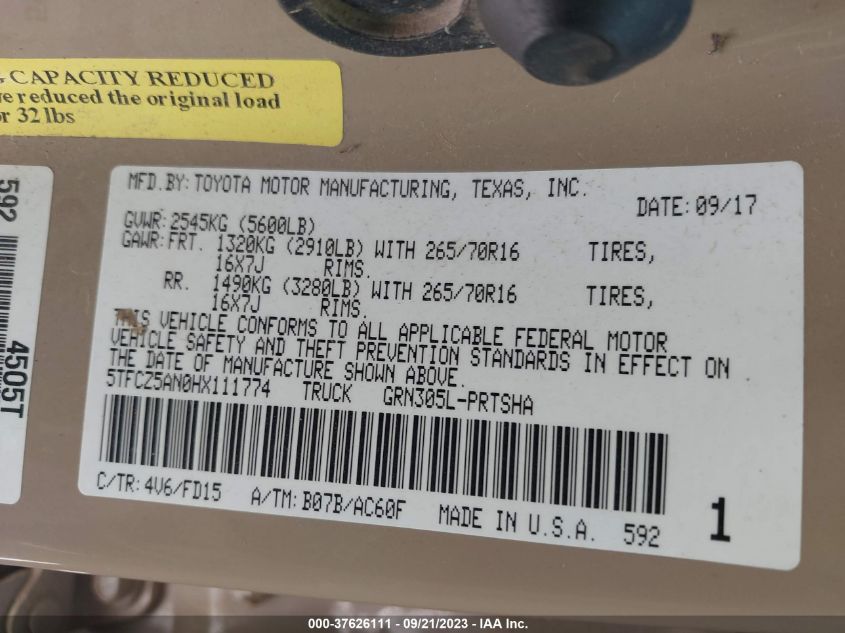 G CAPACITY REDUCED
ve reduced the original load
or 32 lbs
592
4505T
MFD.BY:TOYOTA MOTOR MANUFACTURING, TEXAS, INC. DATE:09/17
GVWR:2545KG (5600LB)
GAWR:FRT. 1320KG (2910LB) WITH 265/70R16 TIRES,
16X7J RIMS.
RR. 1490KG (3280LB) WITH 265/70R16 TIRES,
16X7J RIMS.
THIS VEHICLE CONFORMS TO ALL APPLICABLE FEDERAL MOTOR
VEHICLE SAFETY AND THEFT PREVENTION STANDARDS IN EFFECT ON
THE DATE OF MANUFACTURE SHOWN ABOVE.
5TFCZ5AN0HX111774 TRUCK GRN305L-PRTSHA
C/TR:4V6/FD15 A/TM:B07B/AC60F MADE IN U.S.A. 592 1
000-37626111 — 09/21/2023 — IAA Inc.